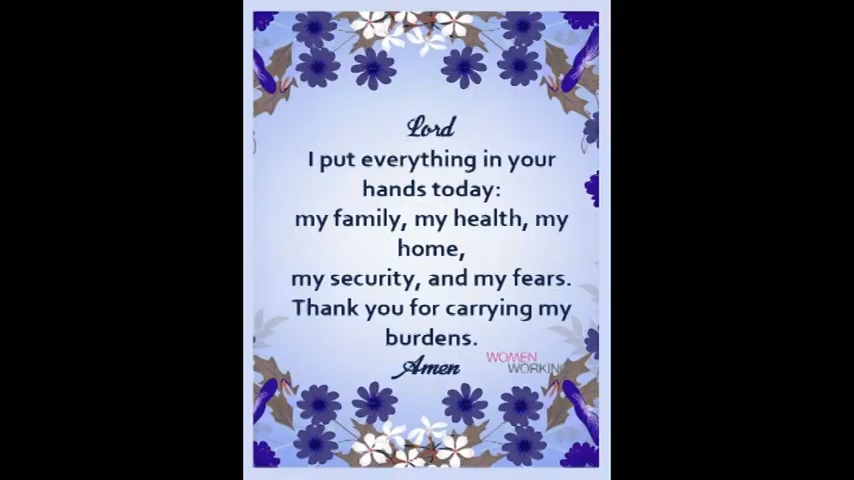 Lord
I put everything in your
hands today:
my family, my health, my
home,
my security, and my fears.
Thank you for carrying my
burdens.
Amen
WOMEN
WORKING